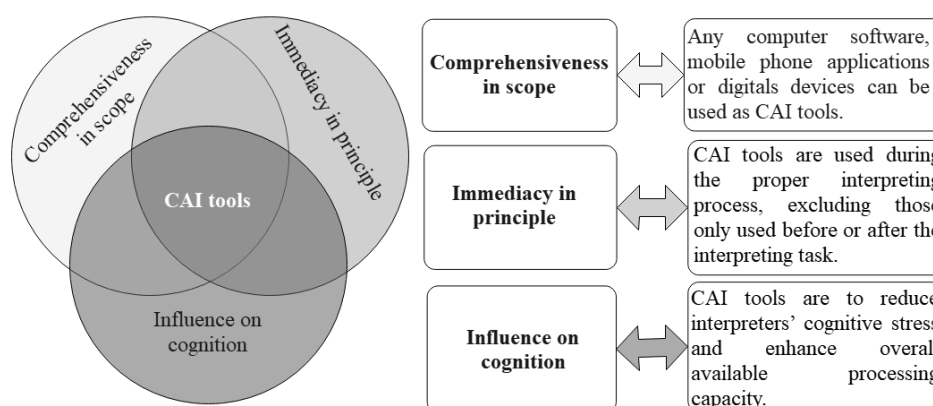 Comprehensiveness
in scope
Immediacy in principle
CAI tools
Influence on
cognition
Comprehensiveness
in scope
Any computer software,
mobile phone applications
or digitals devices can be
used as CAI tools.
Immediacy in
principle
CAI tools are used during
the proper interpreting
process, excluding those
only used before or after the
interpreting task.
Influence on
cognition
CAI tools are to reduce
interpreters’ cognitive stress
and enhance overal
available processing
capacity.